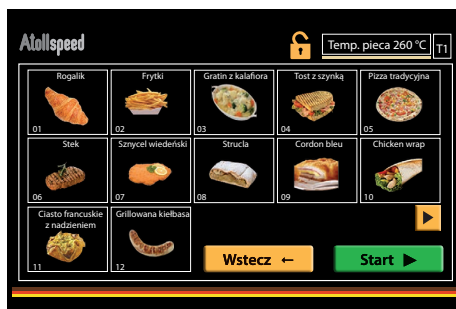 Atollspeed
Temp. pieca 260 °C
T1
Rogalik
01
Frytki
02
Gratin z kalafiora
03
Tost z szynką
04
Pizza tradycyjna
05
Stek
06
Sznycel wiedeński
07
Strucla
08
Cordon bleu
09
Chicken wrap
10
Ciasto francuskie
z nadzieniem
11
Grillowana kiełbasa
12
Wstecz ←
Start ▶